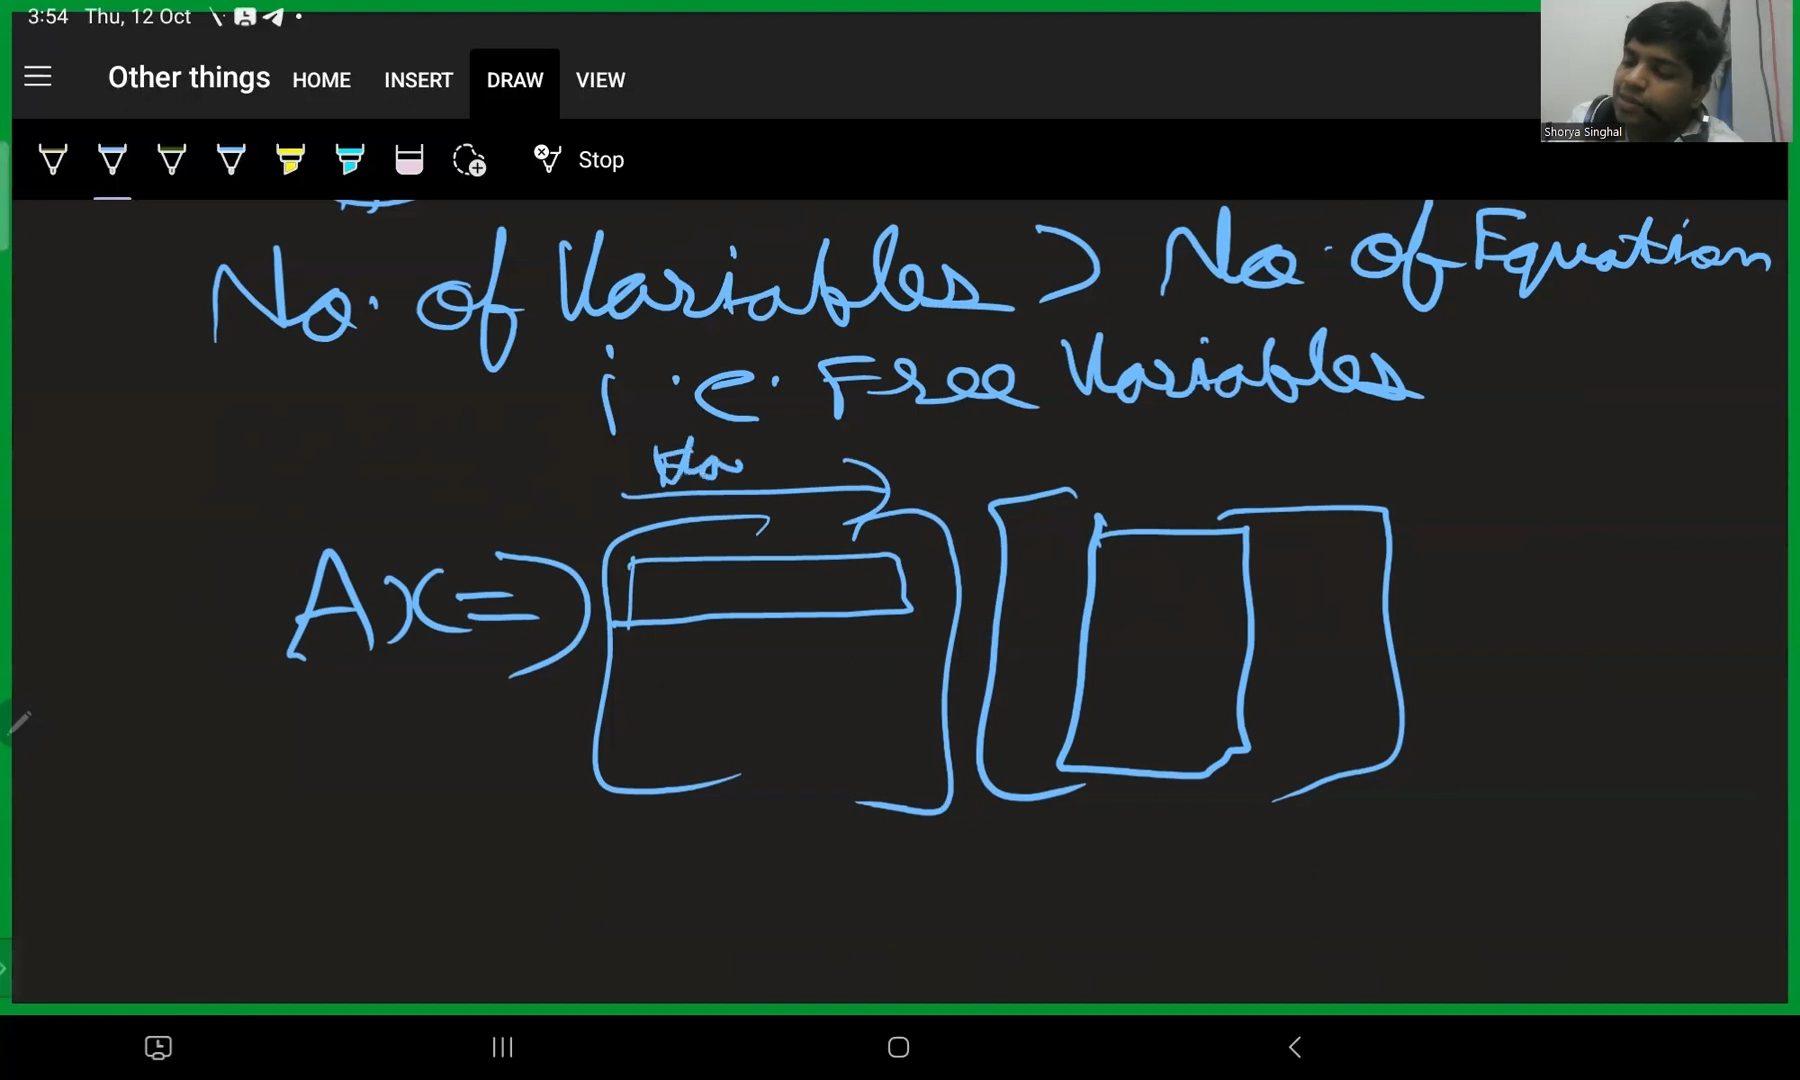 3:54 Thu, 12 Oct
Other things HOME INSERT DRAW VIEW
Stop
Shorya Singhal
No. of Variables > No. of Equation
i.e. Free Variables
Ax =>